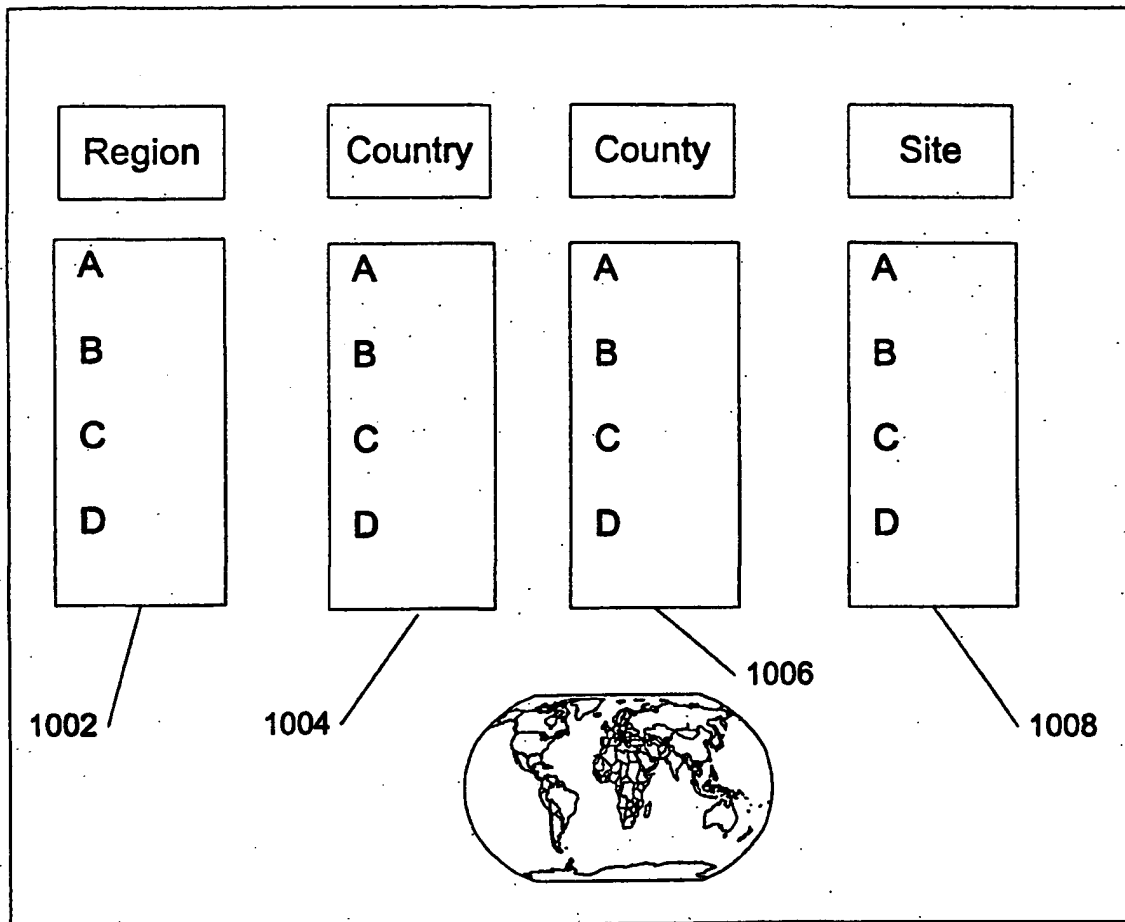 Region Country County Site
A A A A
B B B B
C C C C
D D D D
1006
1002 1004 1008